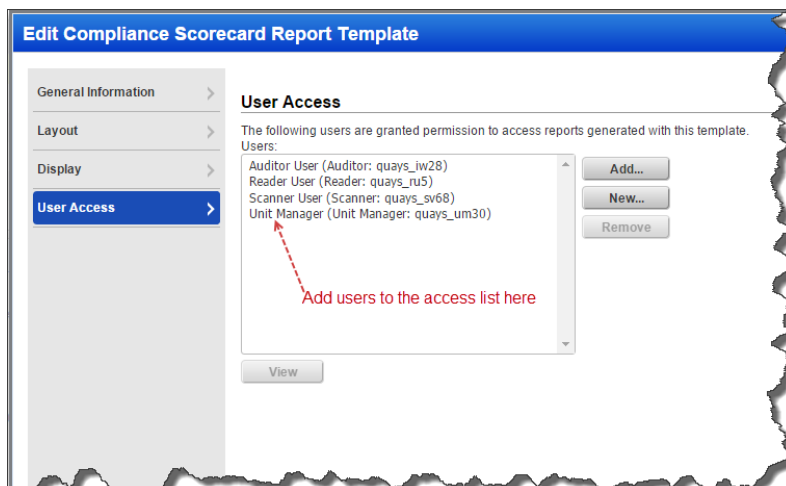 Edit Compliance Scorecard Report Template
General Information
Layout
Display
User Access
User Access
The following users are granted permission to access reports generated with this template.
Users:
Auditor User (Auditor: quays_iw28)
Reader User (Reader: quays_ru5)
Scanner User (Scanner: quays_sv68)
Unit Manager (Unit Manager: quays_um30)
Add...
New...
Remove
Add users to the access list here
View